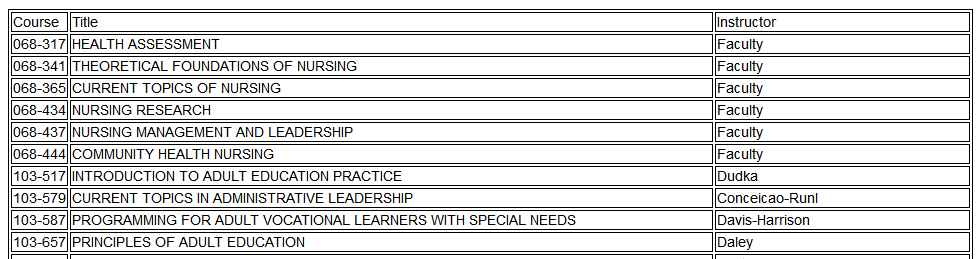 Course Title Instructor
068-317 HEALTH ASSESSMENT Faculty
068-341 THEORETICAL FOUNDATIONS OF NURSING Faculty
068-365 CURRENT TOPICS OF NURSING Faculty
068-434 NURSING RESEARCH Faculty
068-437 NURSING MANAGEMENT AND LEADERSHIP Faculty
068-444 COMMUNITY HEALTH NURSING Faculty
103-517 INTRODUCTION TO ADULT EDUCATION PRACTICE Dudka
103-579 CURRENT TOPICS IN ADMINISTRATIVE LEADERSHIP Conceicao-Runl
103-587 PROGRAMMING FOR ADULT VOCATIONAL LEARNERS WITH SPECIAL NEEDS Davis-Harrison
103-657 PRINCIPLES OF ADULT EDUCATION Daley